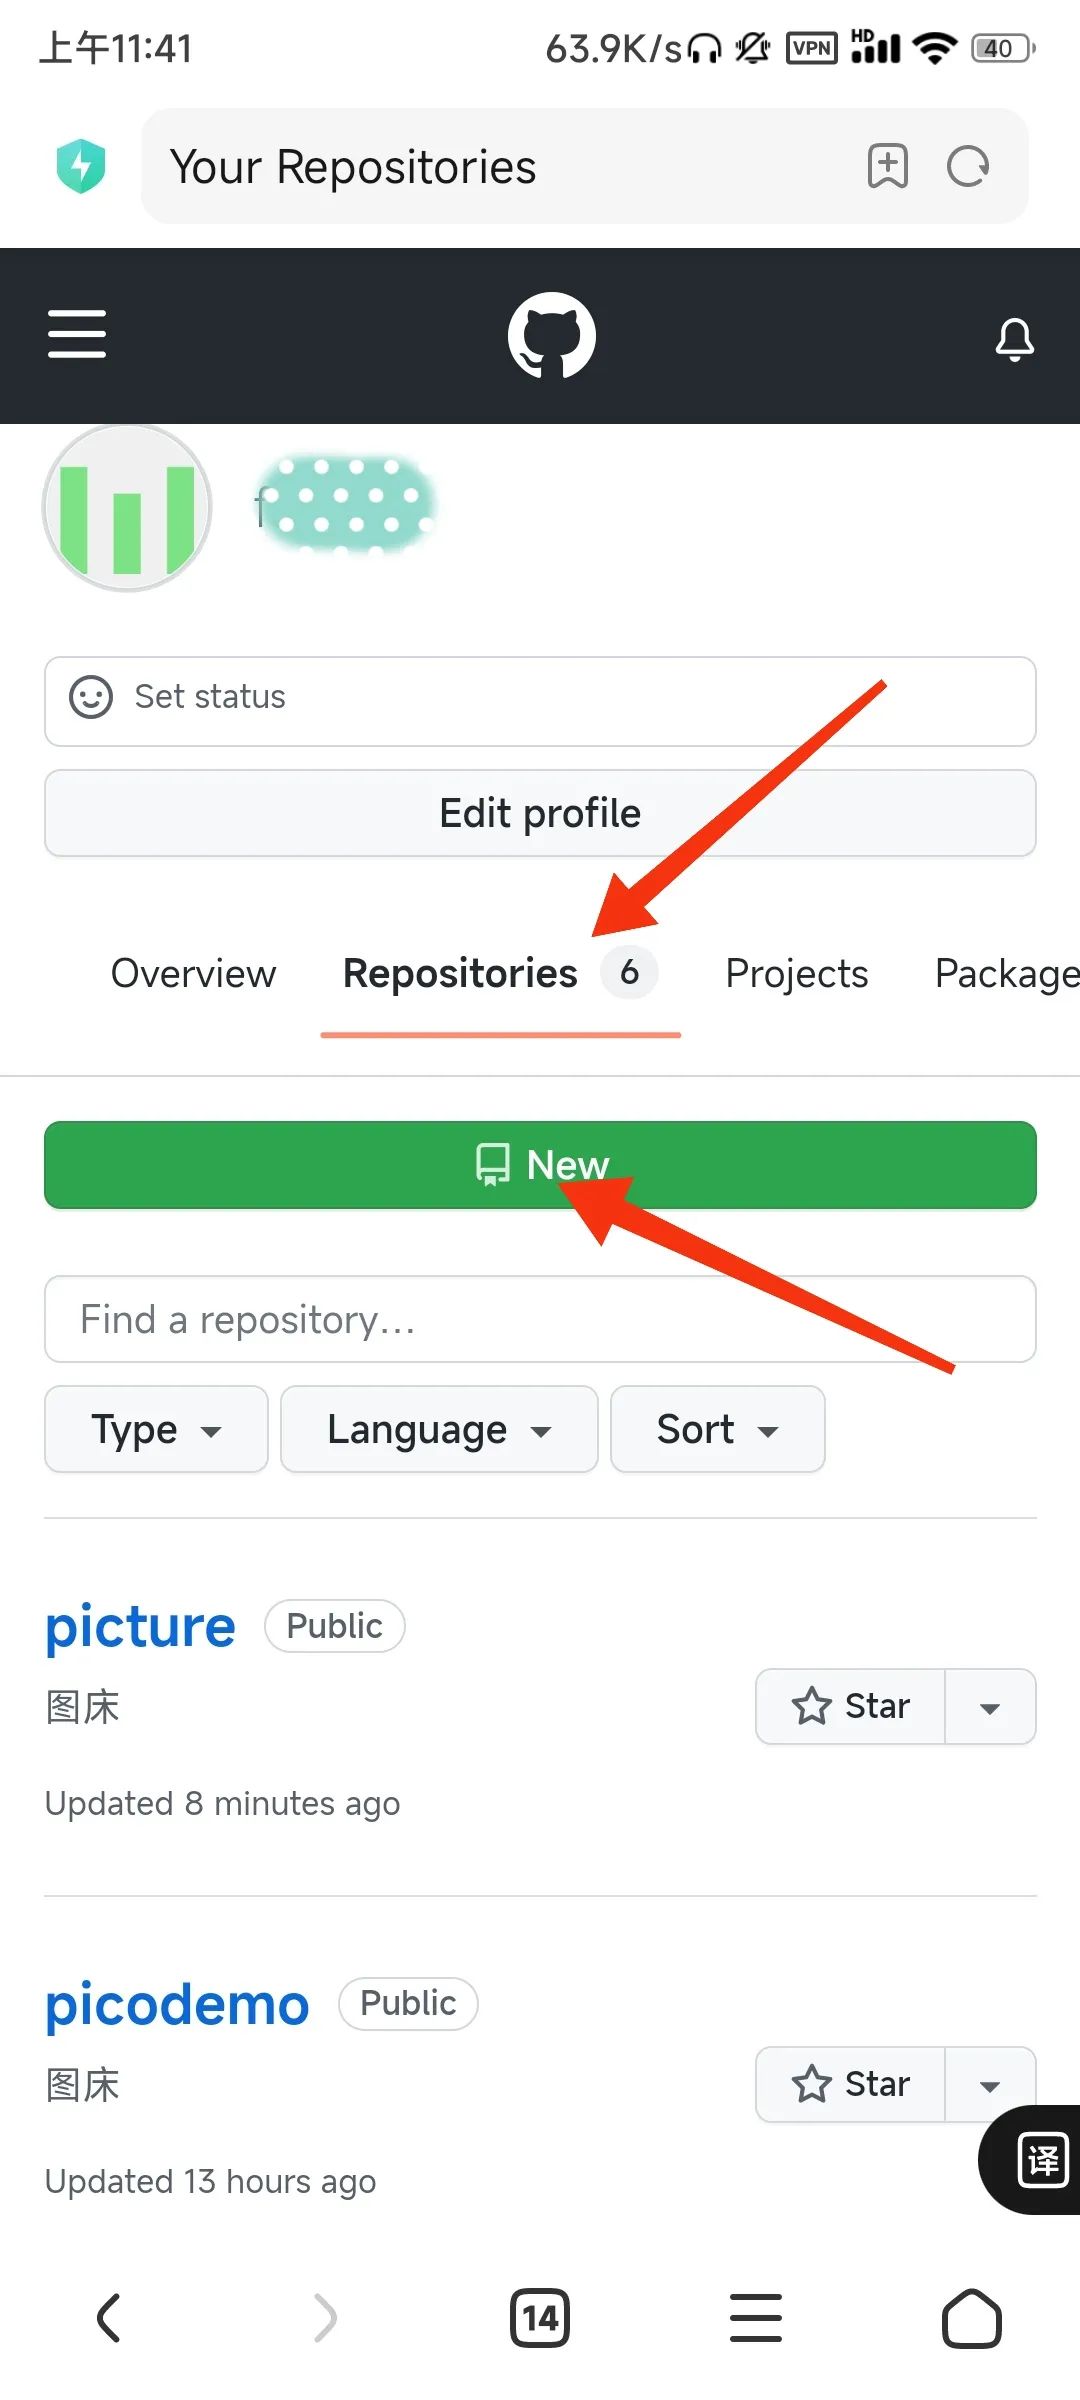 上午11:41 63.9K/s VPN HD 40
Your Repositories
f
Set status
Edit profile
Overview Repositories 6 Projects Package
New
Find a repository…
Type Language Sort
picture Public
图床
Star
Updated 8 minutes ago
picodemo Public
图床
Star
译
Updated 13 hours ago
14